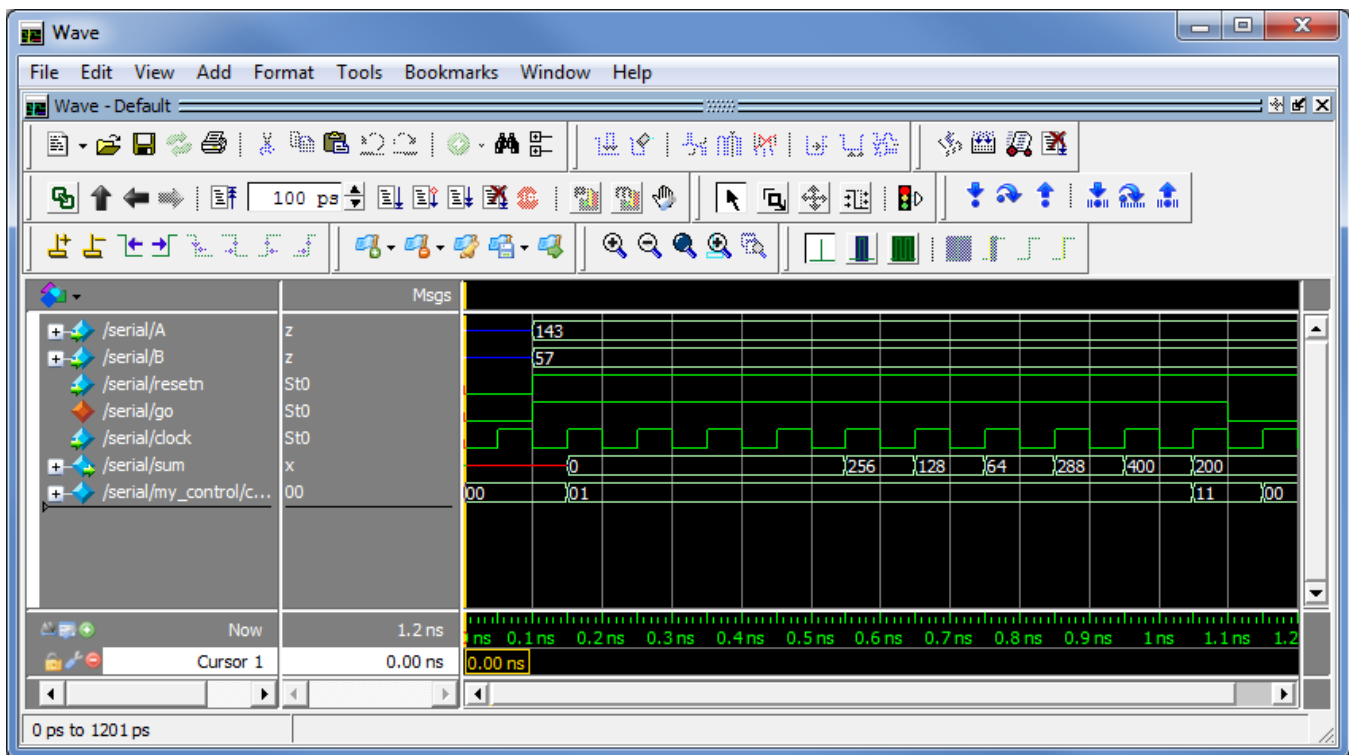 Wave
File Edit View Add Format Tools Bookmarks Window Help
Wave - Default
100 ps
Msgs
/serial/A z 143
/serial/B z 57
/serial/resetn St0
/serial/go St0
/serial/clock St0
/serial/sum x 0 256 128 64 288 400 200
/serial/my_control/c... 00 00 01 11 00
Now 1.2 ns ns 0.1 ns 0.2 ns 0.3 ns 0.4 ns 0.5 ns 0.6 ns 0.7 ns 0.8 ns 0.9 ns 1 ns 1.1 ns 1.2
Cursor 1 0.00 ns 0.00 ns
0 ps to 1201 ps